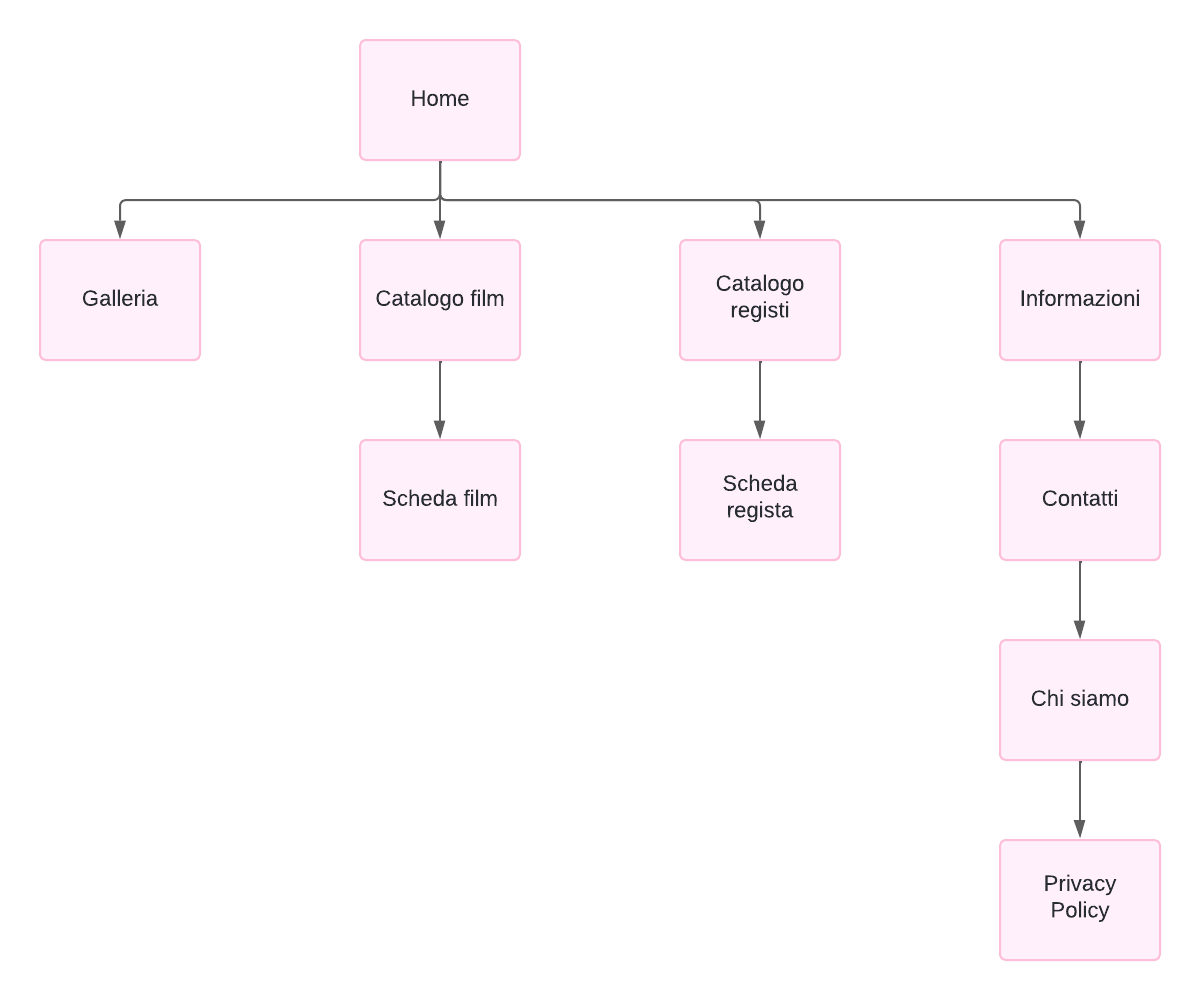 Home
Galleria
Catalogo film
Catalogo
registi
Informazioni
Scheda film
Scheda
regista
Contatti
Chi siamo
Privacy
Policy